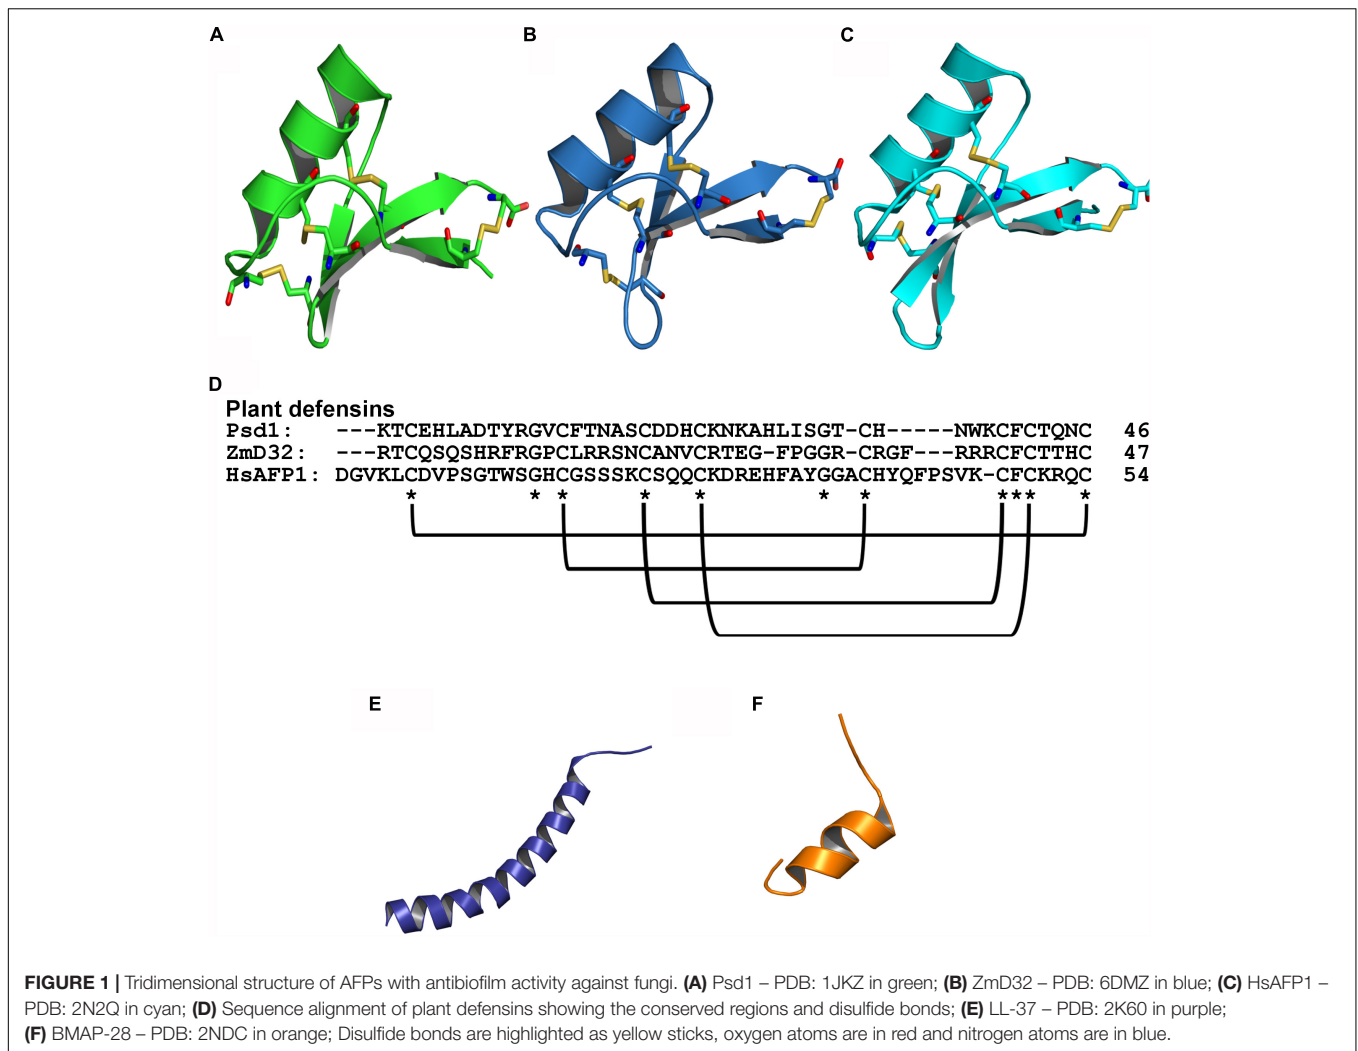 A
B
C
D
Plant defensins
Psd1: ---KTCEHLADTYRGVCFTNASCDDHCKNKAHLISGT-CH-----NWKCFCTQNC 46
ZmD32: ---RTCQSQSHRFRGPCLRRSNCANVCRTEG-FPGGR-CRGF---RRRCFCTTHC 47
HsAFP1: DGVKLCDVPSGTWSGHCGSSSKCSQQCKDREHFAYGGACHYQFPSVK-CFCKRQC 54
* * * * * * * *** *
E
F
FIGURE 1 | Tridimensional structure of AFPs with antibiofilm activity against fungi. (A) Psd1 – PDB: 1JKZ in green; (B) ZmD32 – PDB: 6DMZ in blue; (C) HsAFP1 –
PDB: 2N2Q in cyan; (D) Sequence alignment of plant defensins showing the conserved regions and disulfide bonds; (E) LL-37 – PDB: 2K60 in purple;
(F) BMAP-28 – PDB: 2NDC in orange; Disulfide bonds are highlighted as yellow sticks, oxygen atoms are in red and nitrogen atoms are in blue.